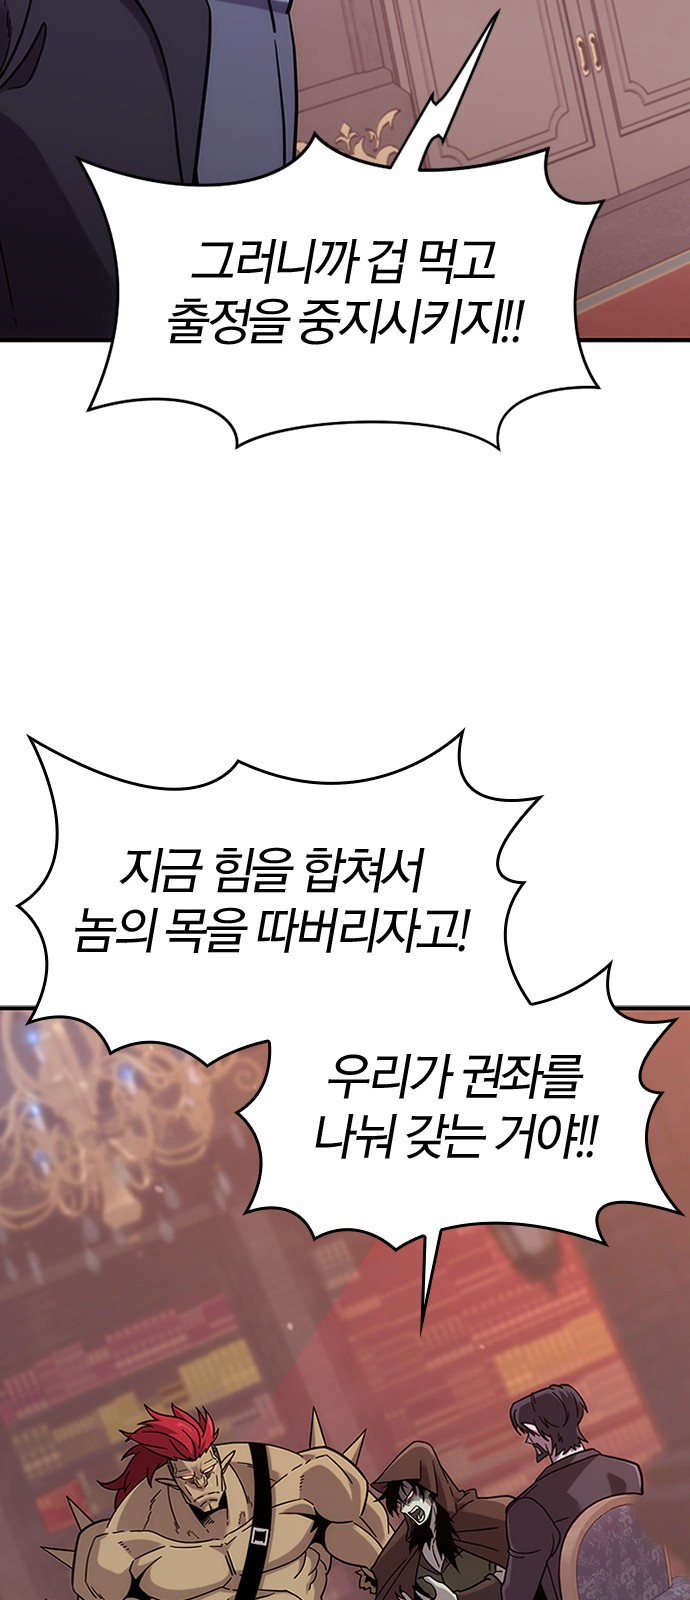 그러니까 겁 먹고
출정을 중지시키지!!
지금 힘을 합쳐서
놈의 목을 따버리자고!
우리가 권좌를
나눠 갖는 거야!!